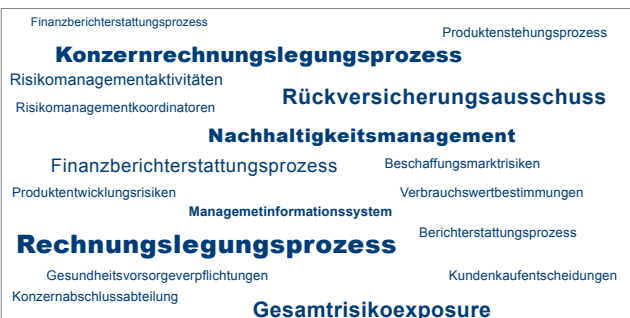 Finanzberichterstattungsprozess
Produktenstehungsprozess
Konzernrechnungslegungsprozess
Risikomanagementaktivitäten
Rückversicherungsausschuss
Risikomanagementkoordinatoren
Nachhaltigkeitsmanagement
Finanzberichterstattungsprozess
Beschaffungsmarktrisiken
Produktentwicklungsrisiken
Verbrauchswertbestimmungen
Managemetinformationssystem
Rechnungslegungsprozess
Berichterstattungsprozess
Gesundheitsvorsorgeverpflichtungen
Kundenkaufentscheidungen
Konzernabschlussabteilung
Gesamtrisikoexposure